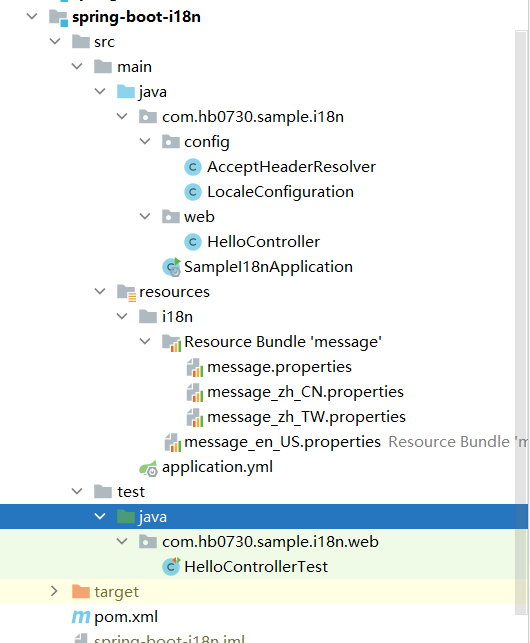 spring-boot-i18n
src
main
java
com.hb0730.sample.i18n
config
AcceptHeaderResolver
LocaleConfiguration
web
HelloController
SampleI18nApplication
resources
i18n
Resource Bundle 'message'
message.properties
message_zh_CN.properties
message_zh_TW.properties
message_en_US.properties Resource Bundle 'm
application.yml
test
java
com.hb0730.sample.i18n.web
HelloControllerTest
target
pom.xml
spring-boot-i18n.iml